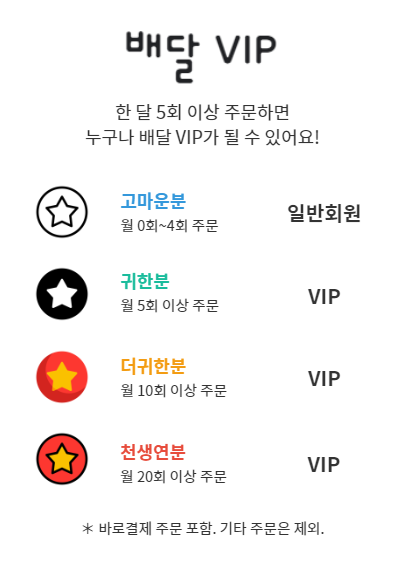 배달 VIP
한 달 5회 이상 주문하면
누구나 배달 VIP가 될 수 있어요!
고마운분
월 0회~4회 주문
일반회원
귀한분
월 5회 이상 주문
VIP
더귀한분
월 10회 이상 주문
VIP
천생연분
월 20회 이상 주문
VIP
* 바로결제 주문 포함. 기타 주문은 제외.